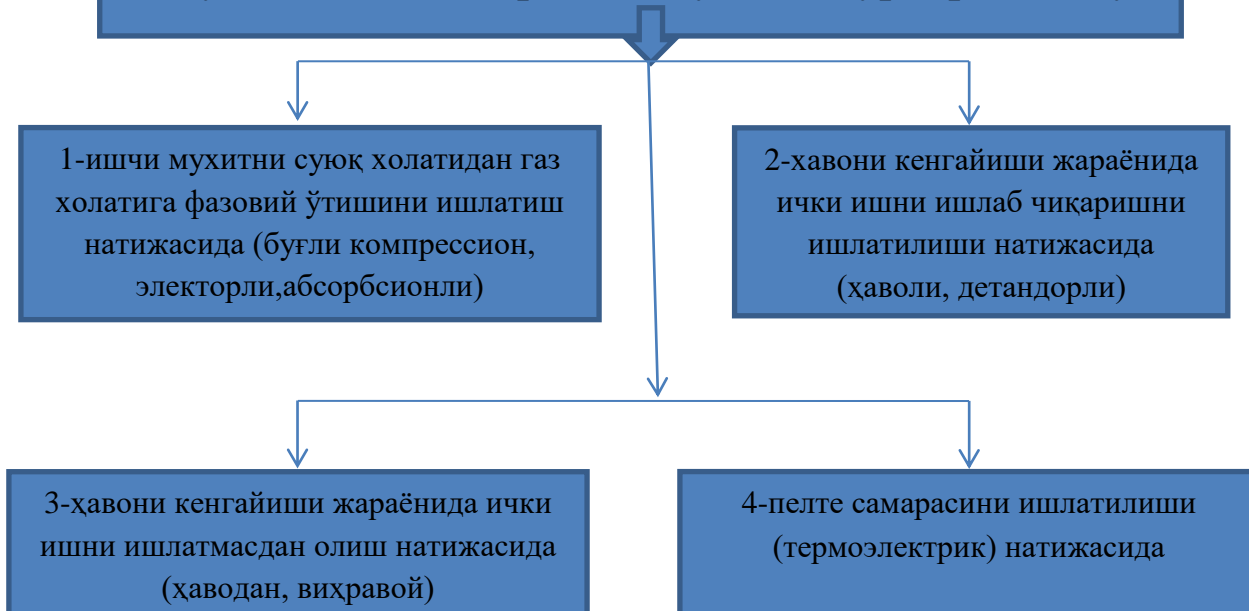 1-ишчи мухитни суюқ холатидан газ
холатига фазовий ўтишини ишлатиш
натижасида (буғли компрессион,
электорли,абсорбсионли)
2-хавони кенгайиши жараёнида
ички ишни ишлаб чиқаришни
ишлатилиши натижасида
(ҳаволи, детандорли)
3-ҳавони кенгайиши жараёнида ички
ишни ишлатмасдан олиш натижасида
(ҳаводан, виҳравой)
4-пелте самарасини ишлатилиши
(термоэлектрик) натижасида